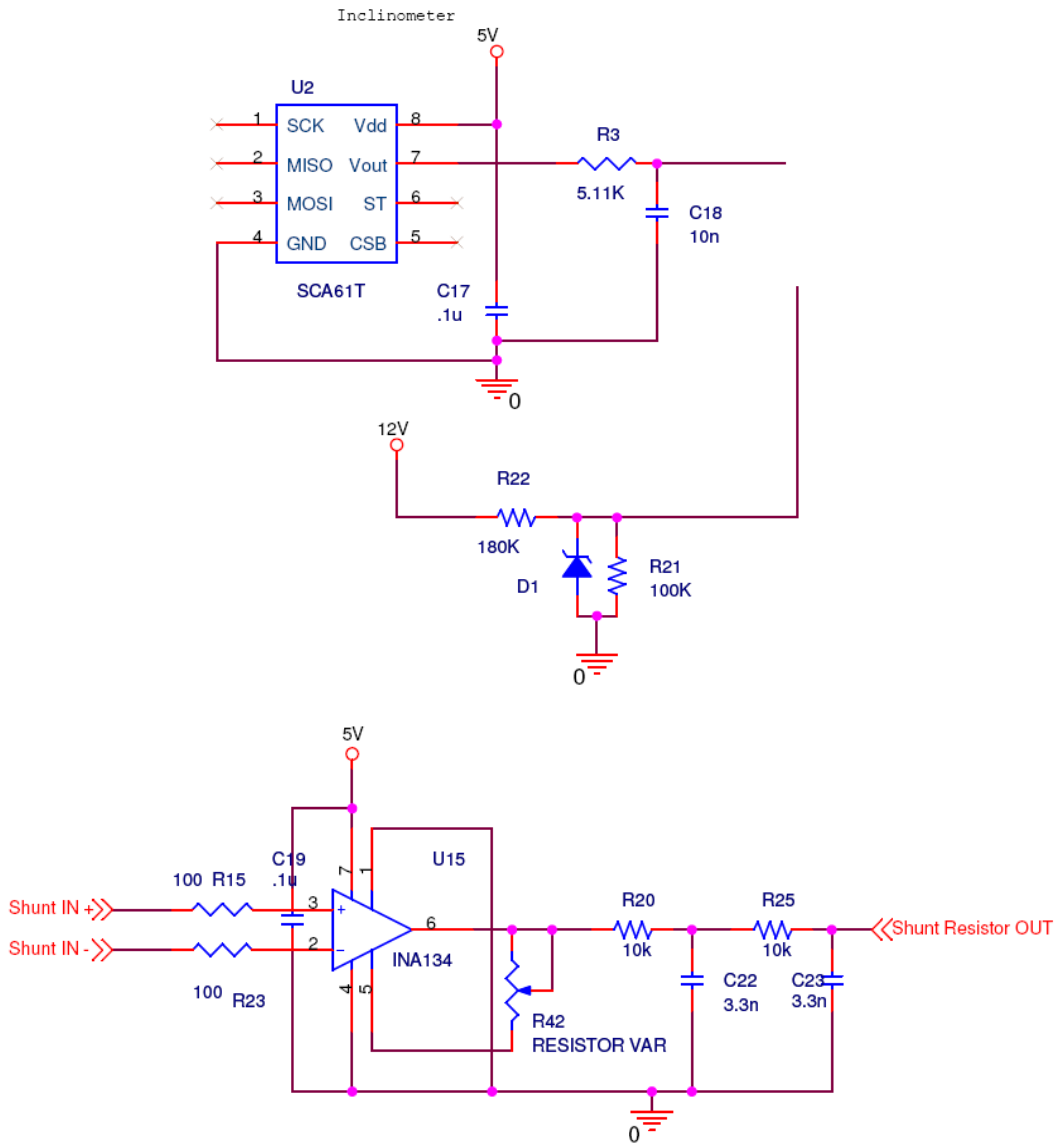 Inclinometer
5V
U2
1 SCK Vdd 8
2 MISO Vout 7
3 MOSI ST 6
4 GND CSB 5
SCA61T
R3
5.11K
C18
10n
C17
.1u
0
12V
R22
180K
D1
R21
100K
0
5V
C19
.1u
7
1
U15
100 R15
Shunt IN +
3
+
Shunt IN -
2
-
6
INA134
100 R23
4
5
R42
RESISTOR VAR
R20
10k
R25
10k
Shunt Resistor OUT
C22
3.3n
C23
3.3n
0